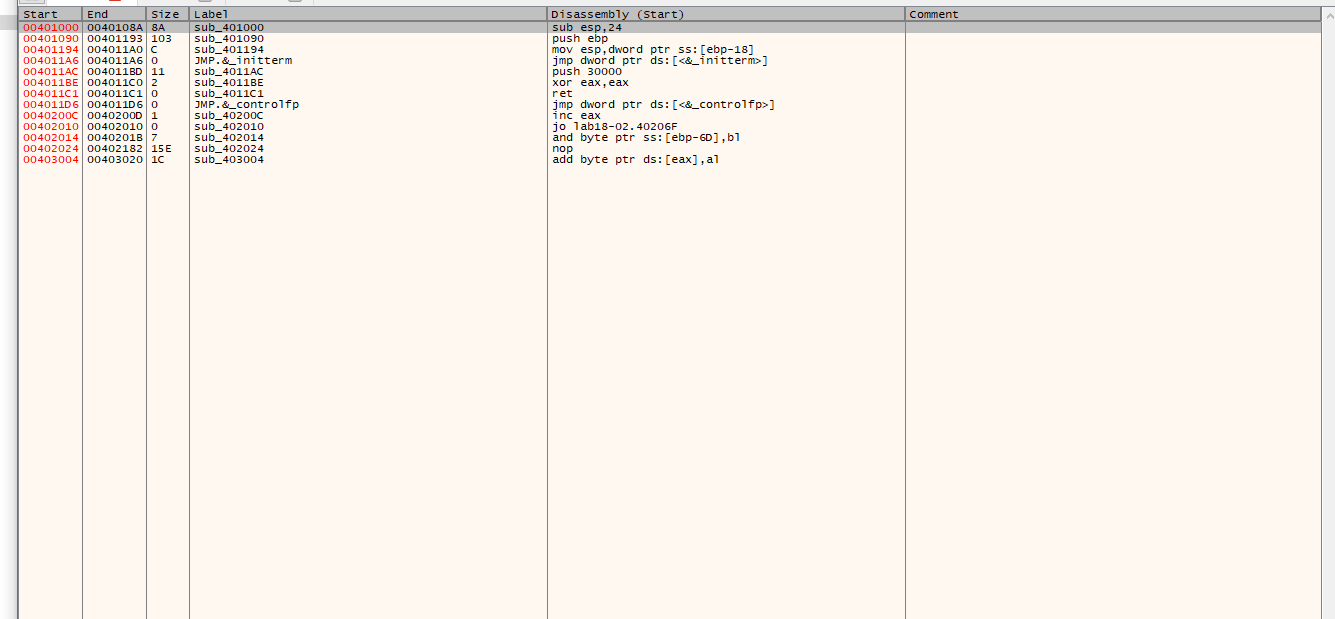 Start End Size Label Disassembly (Start) Comment
00401000 0040108A 8A sub_401000 sub esp,24
00401090 00401193 103 sub_401090 push ebp
00401194 004011A0 C sub_401194 mov esp,dword ptr ss:[ebp-18]
004011A6 004011A6 0 JMP.&_initterm jmp dword ptr ds:[<&_initterm>]
004011AC 004011BD 11 sub_4011AC push 30000
004011BE 004011C0 2 sub_4011BE xor eax,eax
004011C1 004011C1 0 sub_4011C1 ret
004011D6 004011D6 0 JMP.&_controlfp jmp dword ptr ds:[<&_controlfp>]
0040200C 0040200D 1 sub_40200C inc eax
00402010 00402010 0 sub_402010 jo lab18-02.40206F
00402014 0040201B 7 sub_402014 and byte ptr ss:[ebp-6D],bl
00402024 00402182 15E sub_402024 nop
00403004 00403020 1C sub_403004 add byte ptr ds:[eax],al